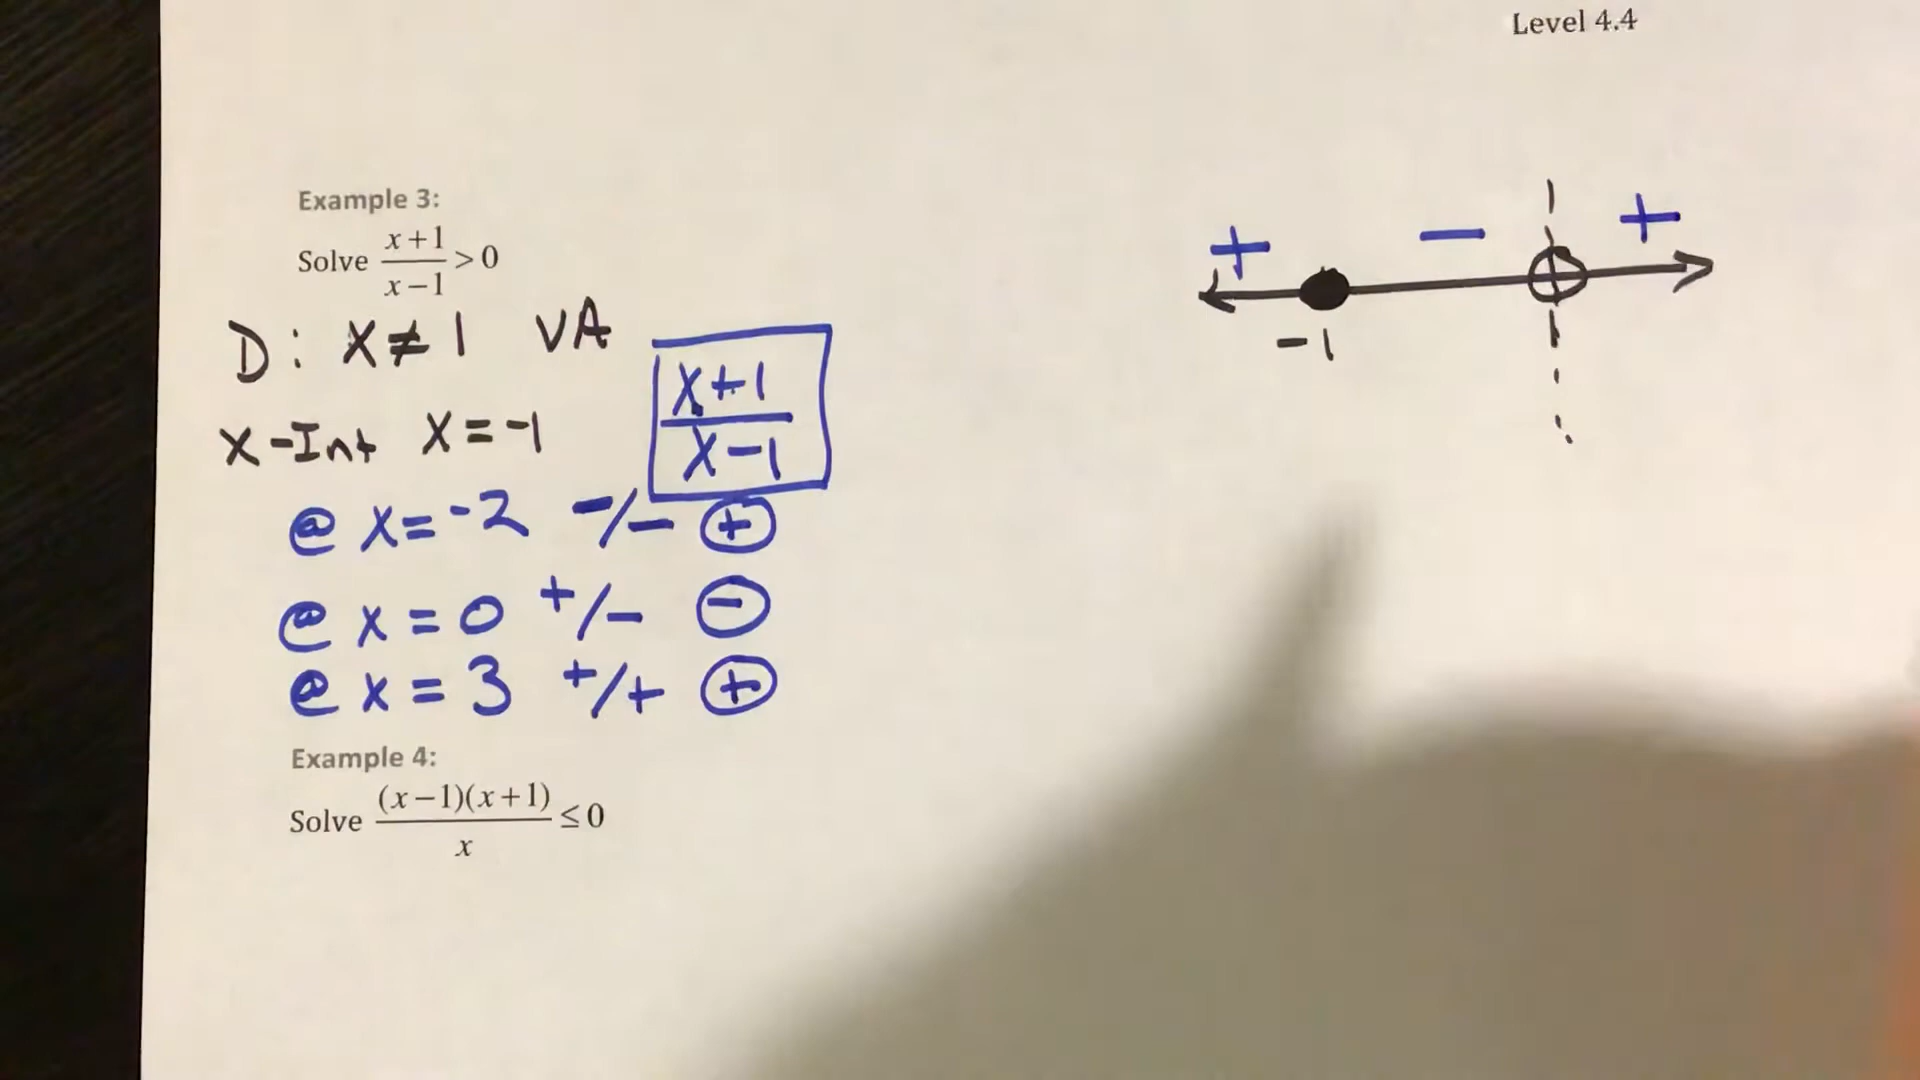 Level 4.4
Example 3:
Solve (x+1)/(x−1) > 0
D: X ≠ 1 VA
X-Int X = -1
X+1
X-1
@ X = -2 -/- +
@ X = 0 +/- -
@ X = 3 +/+ +
+ - +
-1
Example 4:
Solve (x−1)(x+1)/x ≤ 0